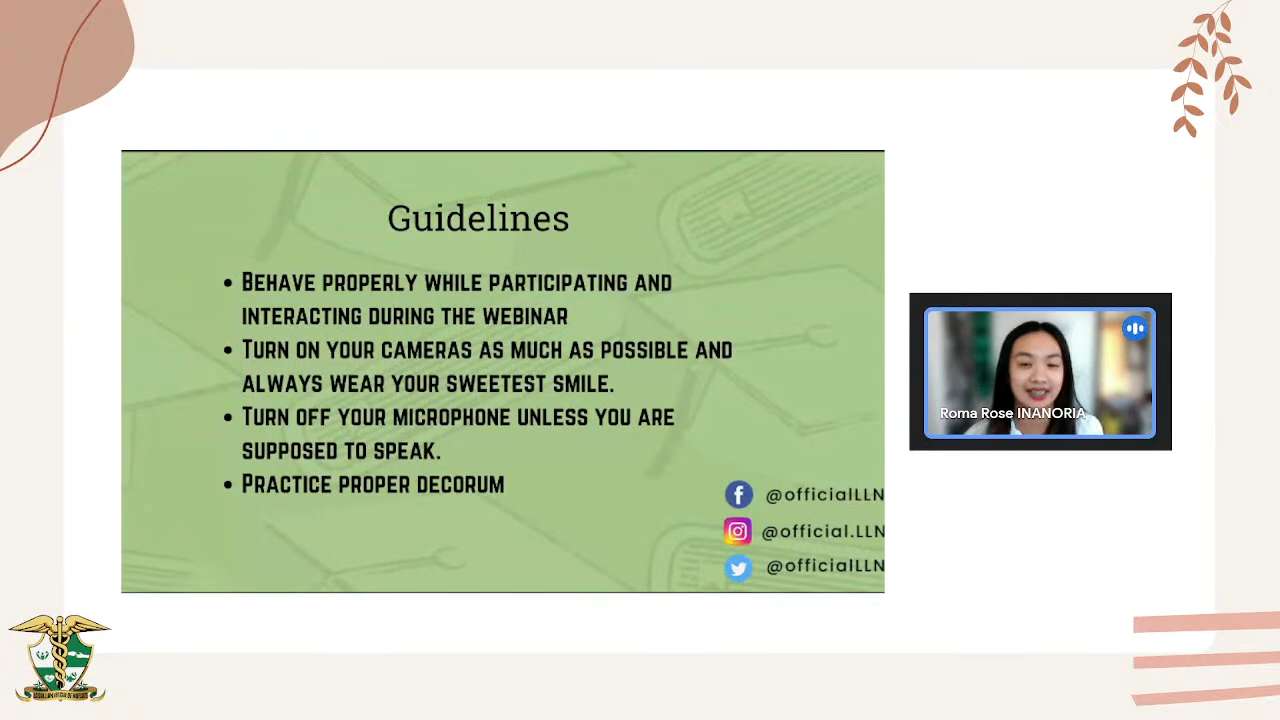 Guidelines
• BEHAVE PROPERLY WHILE PARTICIPATING AND
INTERACTING DURING THE WEBINAR
• TURN ON YOUR CAMERAS AS MUCH AS POSSIBLE AND
ALWAYS WEAR YOUR SWEETEST SMILE.
• TURN OFF YOUR MICROPHONE UNLESS YOU ARE
SUPPOSED TO SPEAK.
• PRACTICE PROPER DECORUM
@officialLLN
@official.LLN
@officialLLN
Roma Rose INANORIA